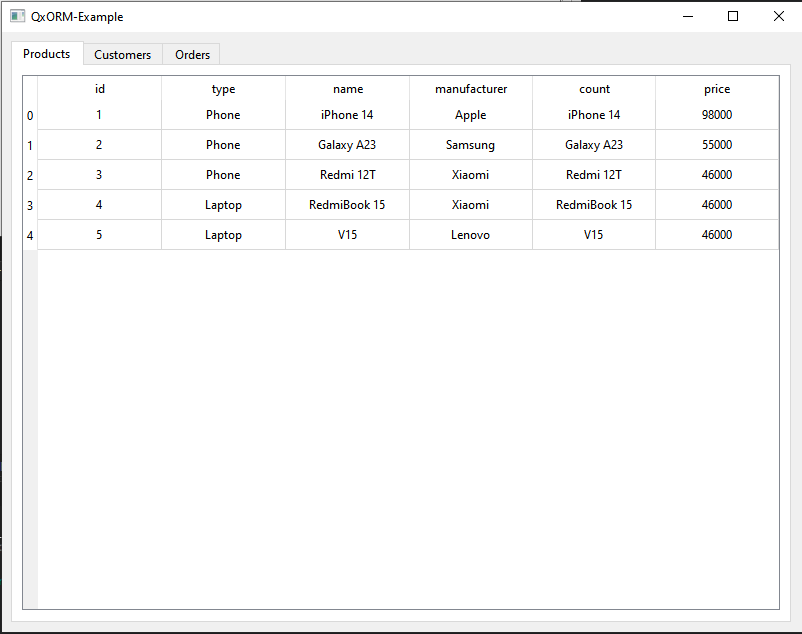 QxORM-Example
Products Customers Orders
id type name manufacturer count price
0 1 Phone iPhone 14 Apple iPhone 14 98000
1 2 Phone Galaxy A23 Samsung Galaxy A23 55000
2 3 Phone Redmi 12T Xiaomi Redmi 12T 46000
3 4 Laptop RedmiBook 15 Xiaomi RedmiBook 15 46000
4 5 Laptop V15 Lenovo V15 46000